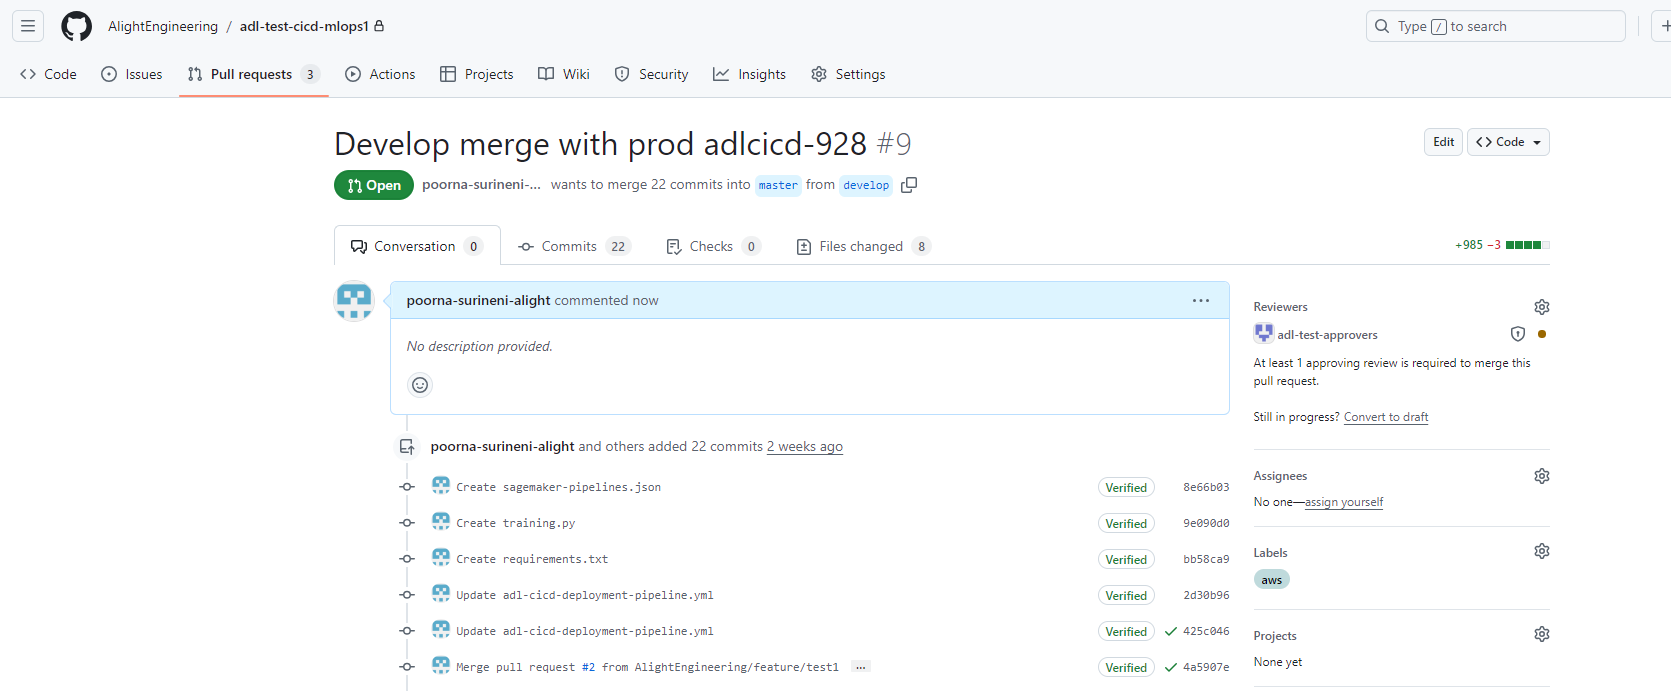 AlightEngineering / adl-test-cicd-mlops1
Type / to search
Code
Issues
Pull requests 3
Actions
Projects
Wiki
Security
Insights
Settings
Develop merge with prod adlcicd-928 #9
Edit
Code
Open
poorna-surineni-... wants to merge 22 commits into master from develop
Conversation 0
Commits 22
Checks 0
Files changed 8
+985 −3
poorna-surineni-alight commented now
No description provided.
poorna-surineni-alight and others added 22 commits 2 weeks ago
Create sagemaker-pipelines.json Verified 8e66b03
Create training.py Verified 9e090d0
Create requirements.txt Verified bb58ca9
Update adl-cicd-deployment-pipeline.yml Verified 2d30b96
Update adl-cicd-deployment-pipeline.yml Verified 425c046
Merge pull request #2 from AlightEngineering/feature/test1 … Verified 4a5907e
Reviewers
adl-test-approvers
At least 1 approving review is required to merge this
pull request.
Still in progress? Convert to draft
Assignees
No one—assign yourself
Labels
aws
Projects
None yet